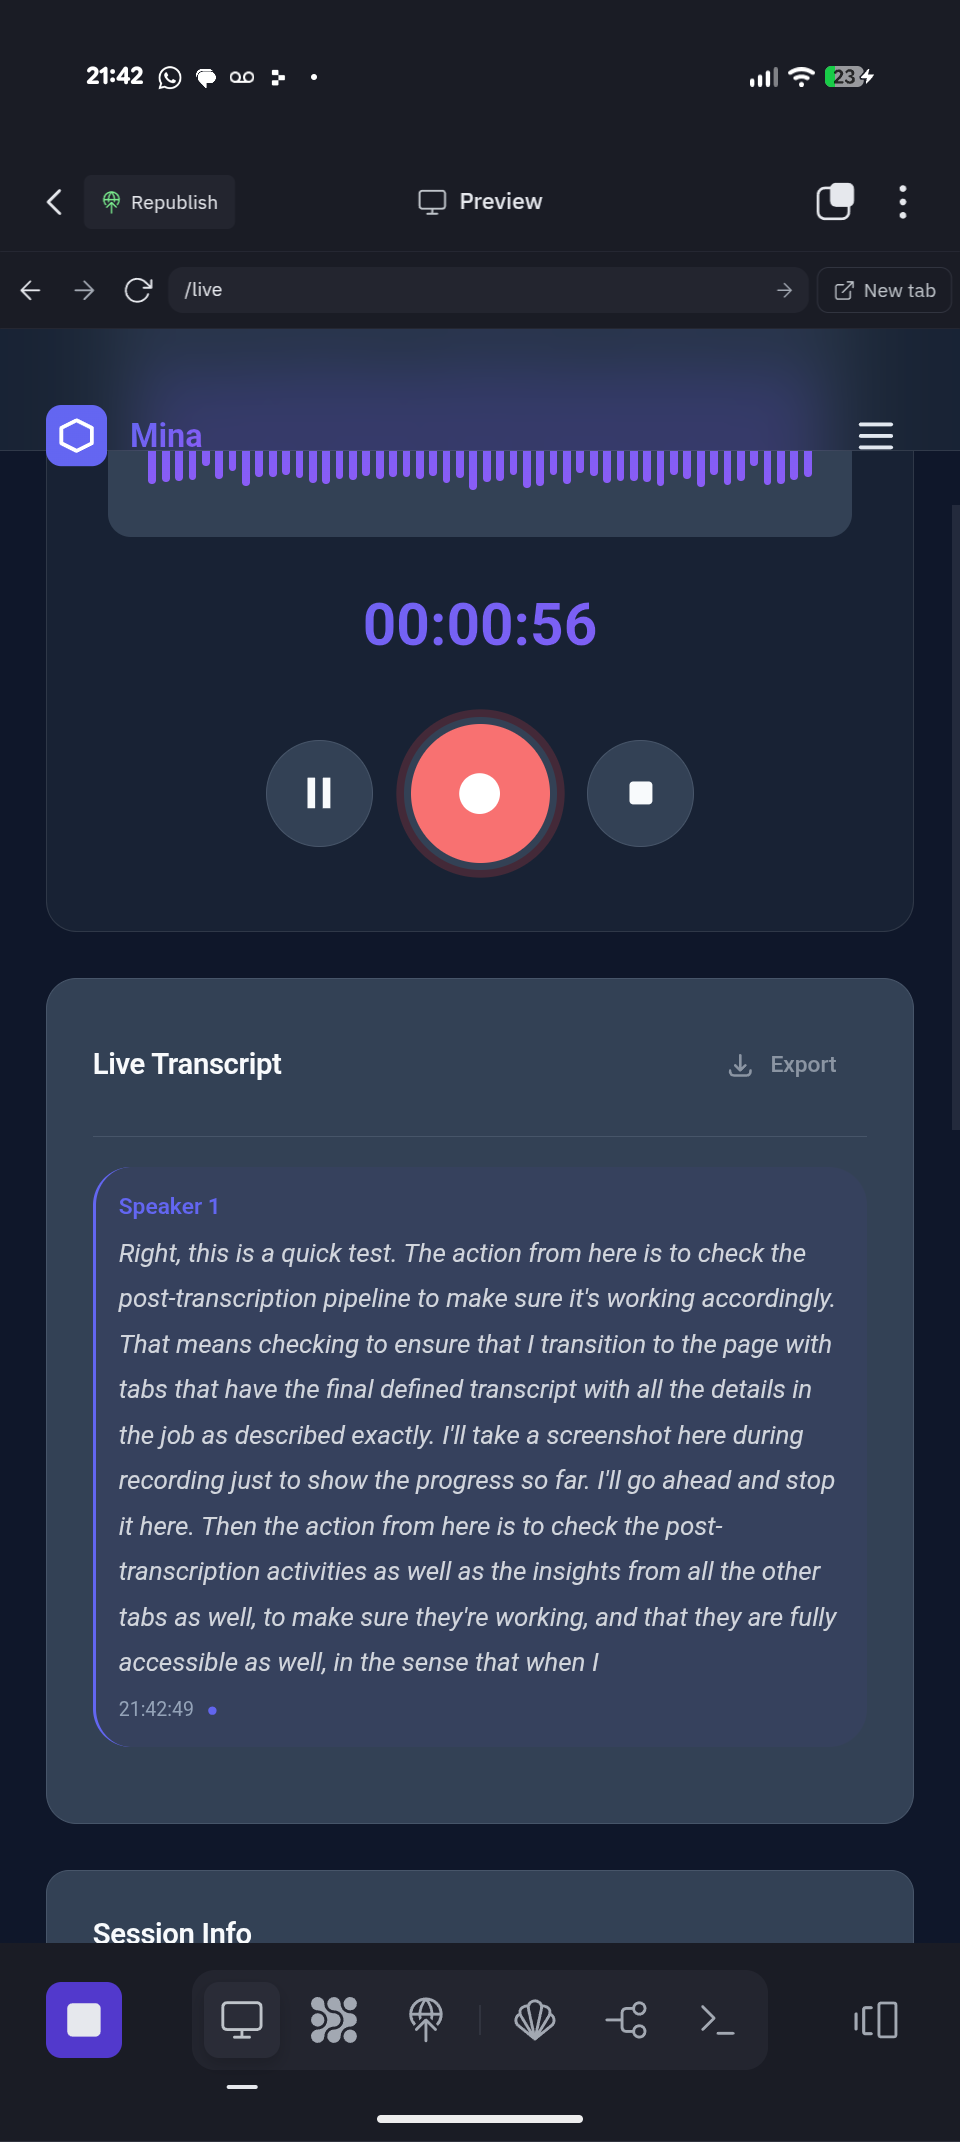 21:42
23
Republish
Preview
/live
New tab
Mina
00:00:56
Live Transcript
Export
Speaker 1
Right, this is a quick test. The action from here is to check the
post-transcription pipeline to make sure it's working accordingly.
That means checking to ensure that I transition to the page with
tabs that have the final defined transcript with all the details in
the job as described exactly. I'll take a screenshot here during
recording just to show the progress so far. I'll go ahead and stop
it here. Then the action from here is to check the post-
transcription activities as well as the insights from all the other
tabs as well, to make sure they're working, and that they are fully
accessible as well, in the sense that when I
21:42:49
Session Info